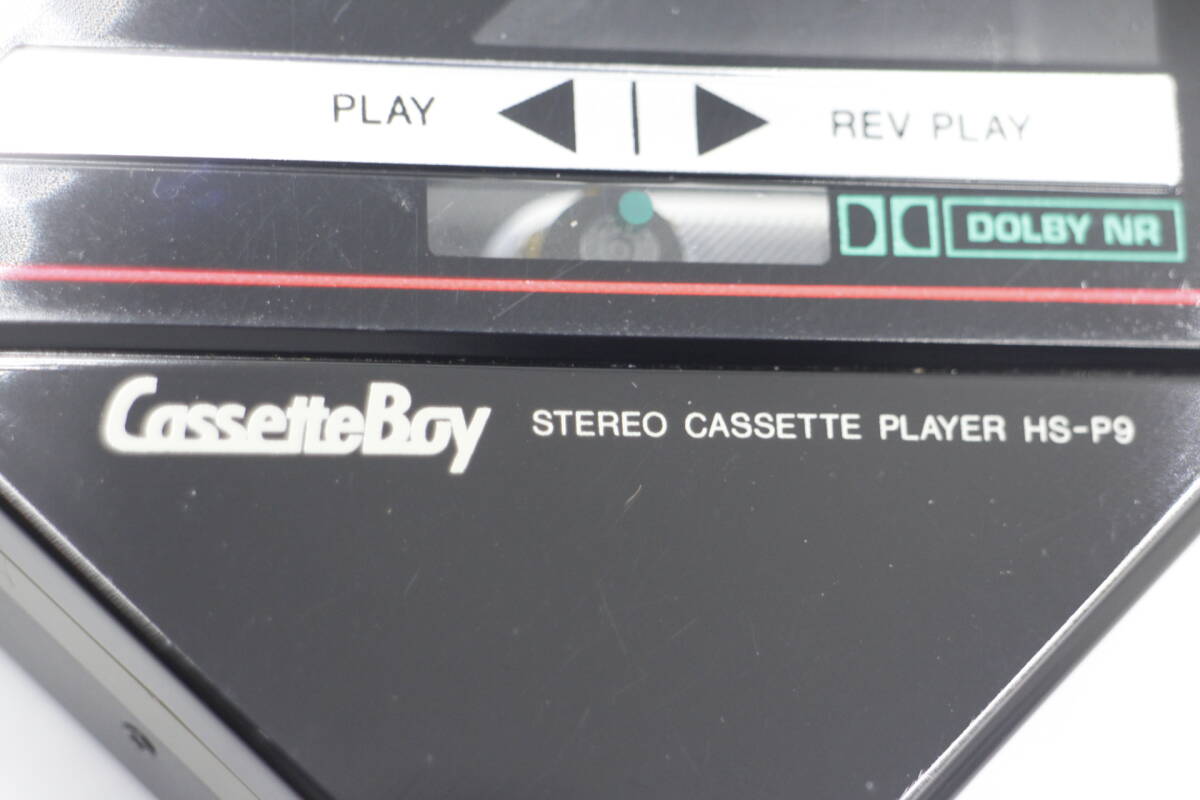 PLAY ◀ | ▶ REV PLAY
DOLBY NR
CassetteBoy STEREO CASSETTE PLAYER HS-P9